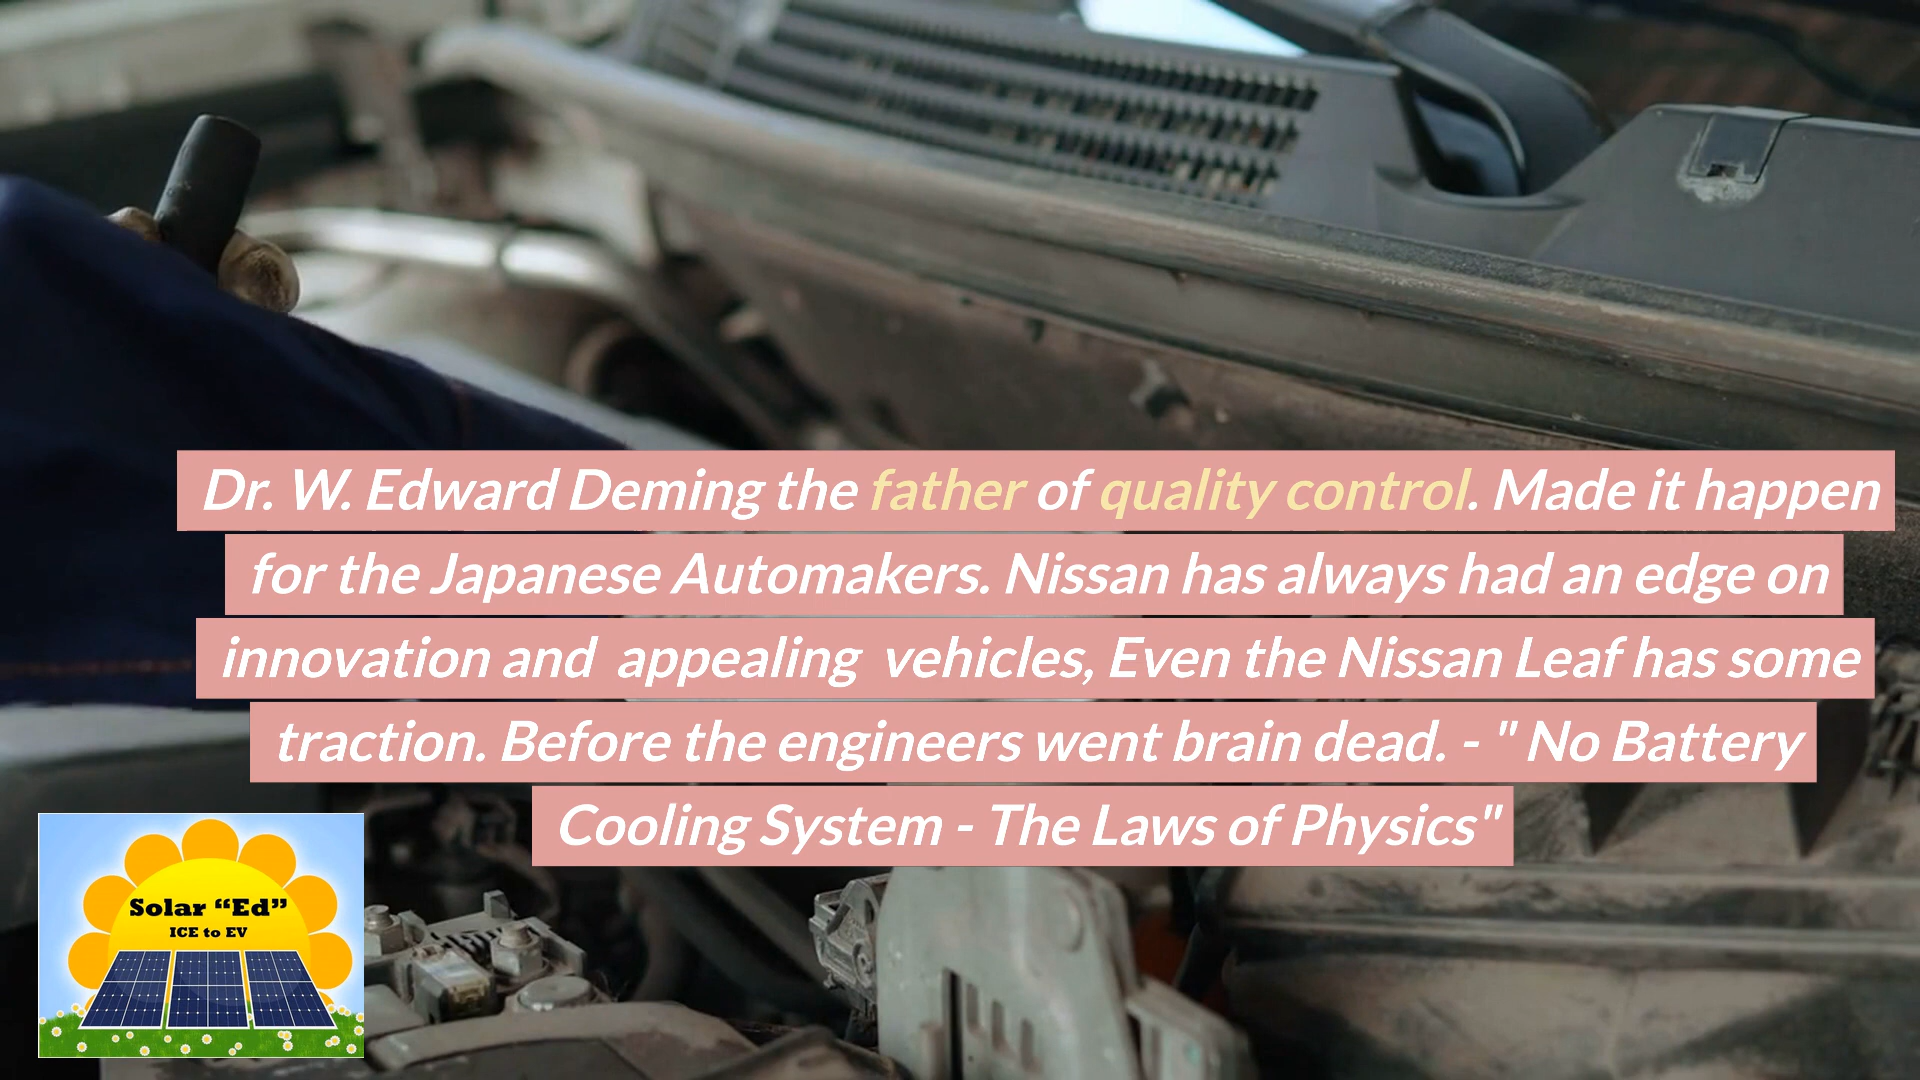 Dr. W. Edward Deming the father of quality control. Made it happen
for the Japanese Automakers. Nissan has always had an edge on
innovation and  appealing  vehicles, Even the Nissan Leaf has some
traction. Before the engineers went brain dead. - " No Battery
Cooling System - The Laws of Physics"
Solar “Ed”
ICE to EV